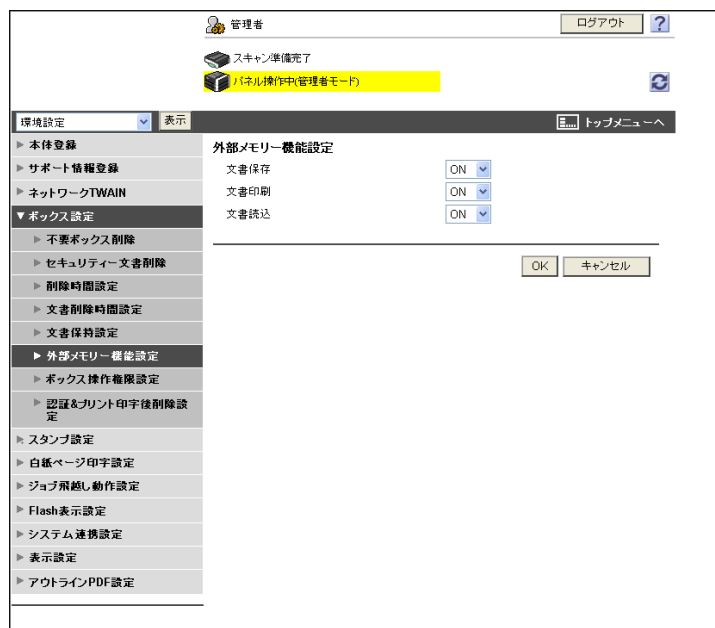 管理者
ログアウト
?
スキャン準備完了
パネル操作中(管理者モード)
環境設定
表示
トップメニューへ
本体登録
サポート情報登録
ネットワークTWAIN
ボックス設定
不要ボックス削除
セキュリティー文書削除
削除時間設定
文書削除時間設定
文書保持設定
外部メモリー機能設定
ボックス操作権限設定
認証&プリント印字後削除設
定
スタンプ設定
白紙ページ印字設定
ジョブ飛越し動作設定
Flash表示設定
システム連携設定
表示設定
アウトラインPDF設定
外部メモリー機能設定
文書保存 ON
文書印刷 ON
文書読込 ON
OK キャンセル